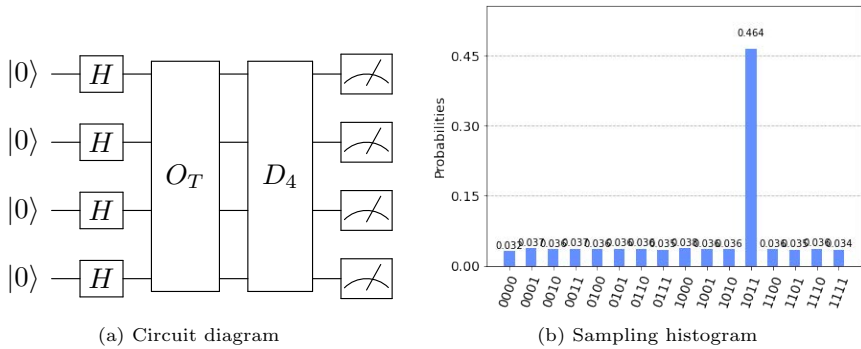 |0⟩ H
|0⟩ H
O_T D_4
|0⟩ H
|0⟩ H
(a) Circuit diagram
Probabilities
0.45
0.30
0.15
0.00
0.464
0.032 0.037 0.036 0.037 0.036 0.036 0.036 0.035 0.038 0.036 0.036 0.036 0.035 0.036 0.034
0000 0001 0010 0011 0100 0101 0110 0111 1000 1001 1010 1011 1100 1101 1110 1111
(b) Sampling histogram